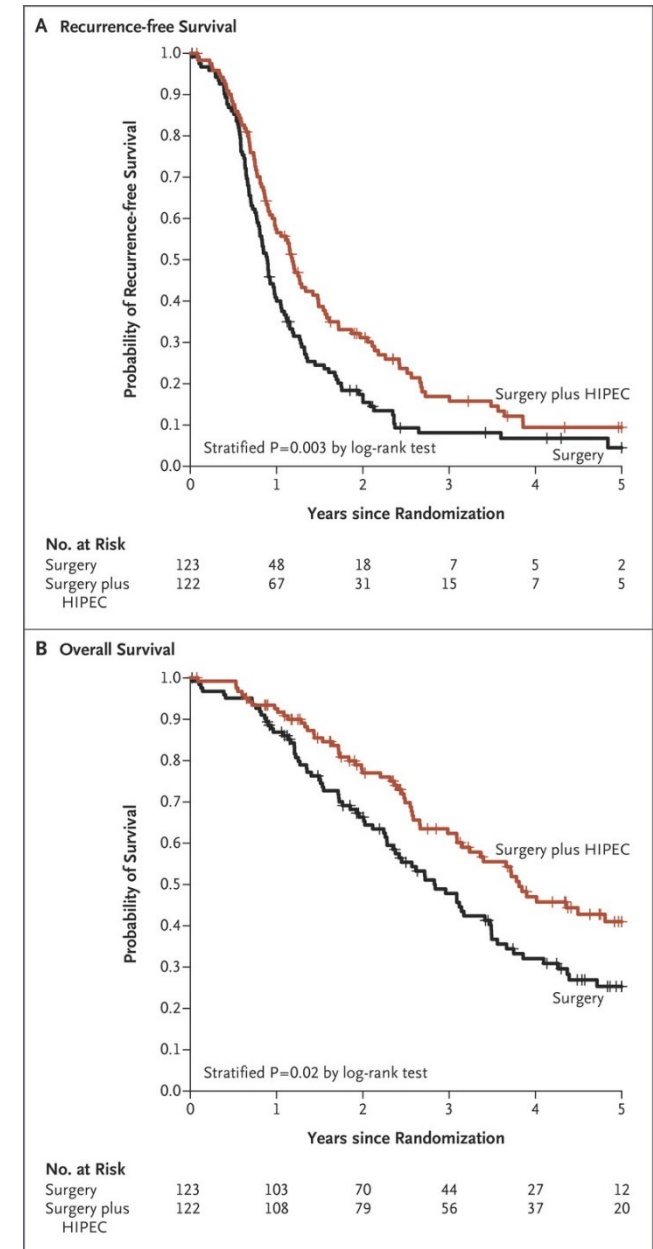 A Recurrence-free Survival
1.0
0.9
0.8
0.7
0.6
0.5
0.4
0.3
0.2
0.1
0.0
Probability of Recurrence-free Survival
Surgery plus HIPEC
Stratified P=0.003 by log-rank test
Surgery
0 1 2 3 4 5
Years since Randomization
No. at Risk
Surgery 123 48 18 7 5 2
Surgery plus 122 67 31 15 7 5
HIPEC
B Overall Survival
1.0
0.9
0.8
0.7
0.6
0.5
0.4
0.3
0.2
0.1
0.0
Probability of Survival
Surgery plus HIPEC
Surgery
Stratified P=0.02 by log-rank test
0 1 2 3 4 5
Years since Randomization
No. at Risk
Surgery 123 103 70 44 27 12
Surgery plus 122 108 79 56 37 20
HIPEC